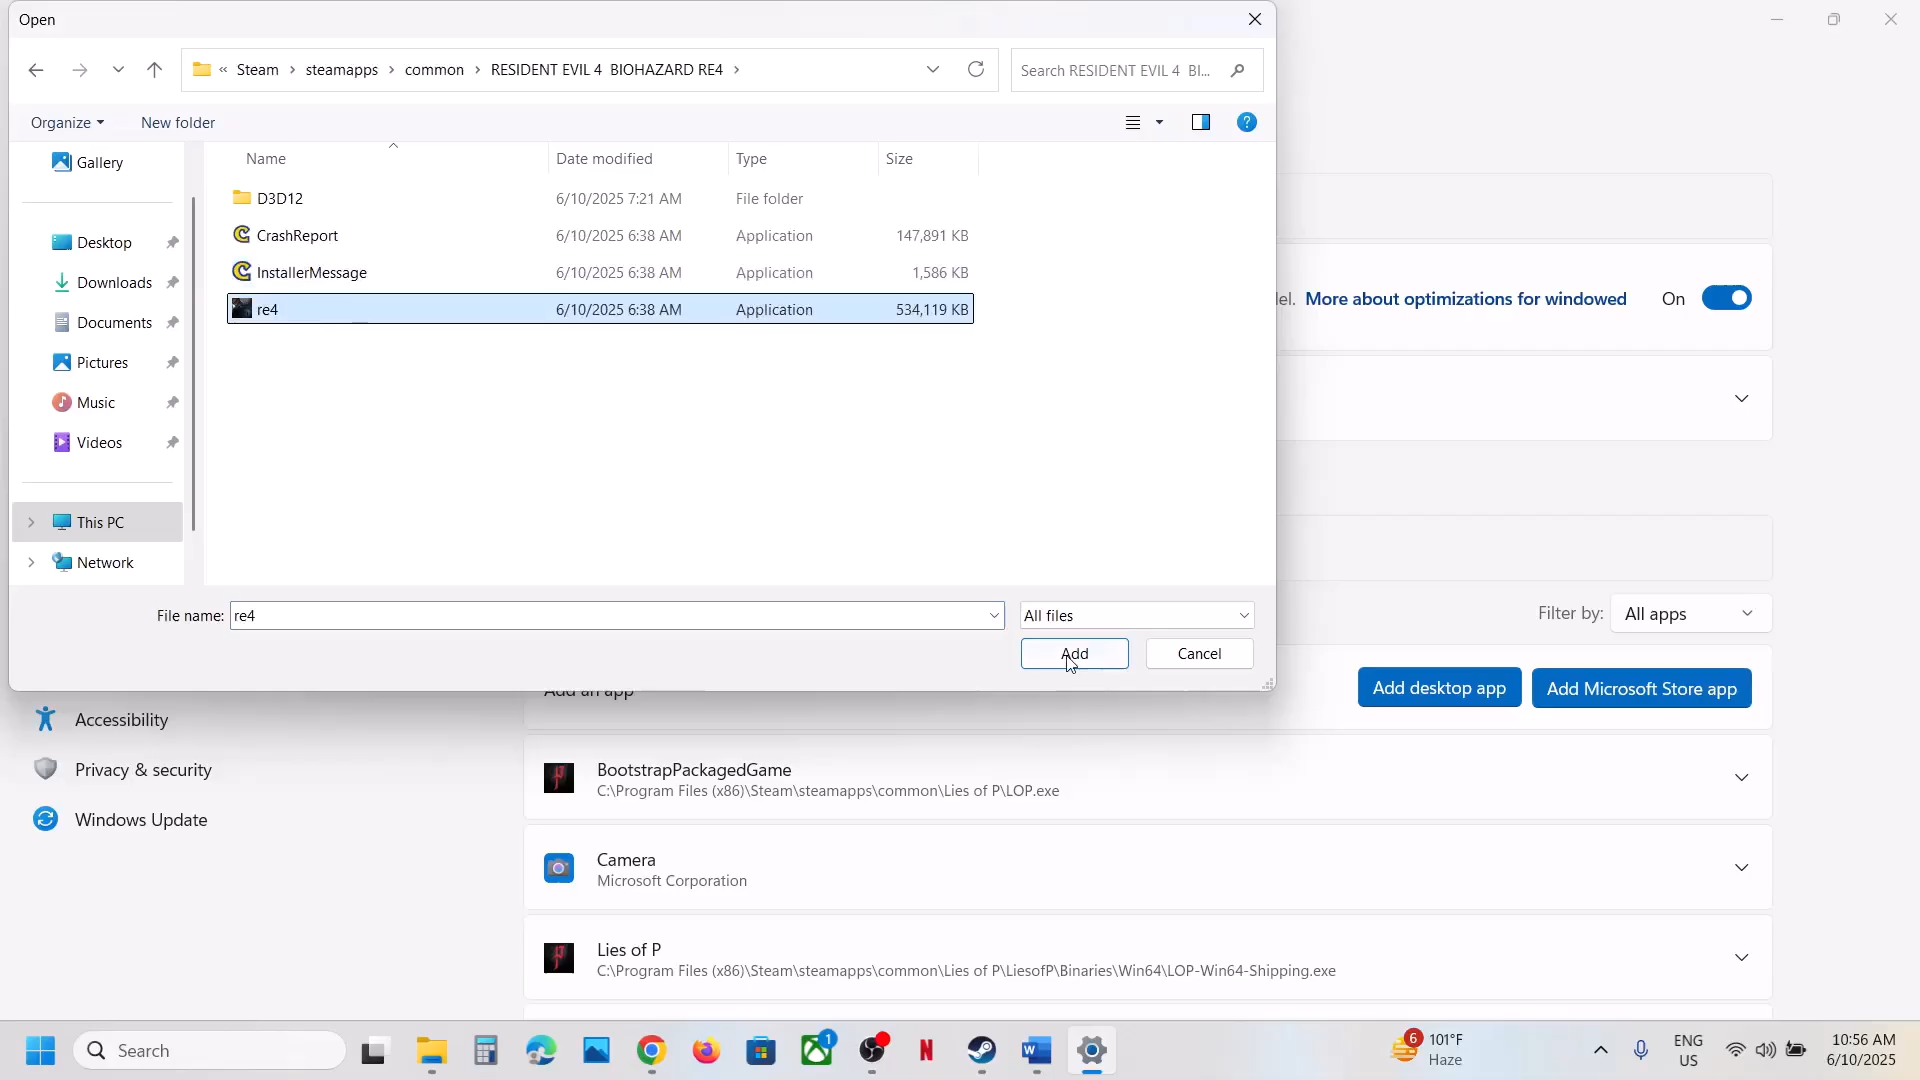 Open
« Steam > steamapps > common > RESIDENT EVIL 4 BIOHAZARD RE4 >
Search RESIDENT EVIL 4 BI...
Organize
New folder
Gallery
Desktop
Downloads
Documents
Pictures
Music
Videos
This PC
Network
Name Date modified Type Size
D3D12 6/10/2025 7:21 AM File folder
CrashReport 6/10/2025 6:38 AM Application 147,891 KB
InstallerMessage 6/10/2025 6:38 AM Application 1,586 KB
re4 6/10/2025 6:38 AM Application 534,119 KB
File name: re4
All files
Add
Cancel
del. More about optimizations for windowed
On
Filter by: All apps
Add an app
Add desktop app
Add Microsoft Store app
Accessibility
Privacy & security
Windows Update
BootstrapPackagedGame
C:\Program Files (x86)\Steam\steamapps\common\Lies of P\LOP.exe
Camera
Microsoft Corporation
Lies of P
C:\Program Files (x86)\Steam\steamapps\common\Lies of P\LiesofP\Binaries\Win64\LOP-Win64-Shipping.exe
Search
1
6
101°F
Haze
ENG
US
10:56 AM
6/10/2025